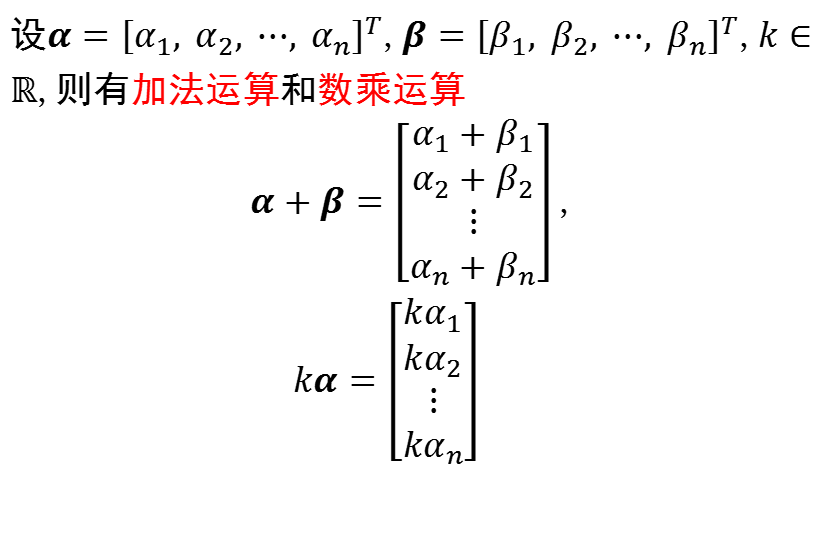 设𝜶 = [𝛼₁, 𝛼₂, ⋯, 𝛼ₙ]ᵀ, 𝜷 = [𝛽₁, 𝛽₂, ⋯, 𝛽ₙ]ᵀ, 𝑘 ∈
ℝ, 则有加法运算和数乘运算
𝛼₁ + 𝛽₁
𝛼₂ + 𝛽₂
𝜶 + 𝜷 = [⋮],
𝛼ₙ + 𝛽ₙ
𝑘𝛼₁
𝑘𝛼₂
𝑘𝜶 = [⋮]
𝑘𝛼ₙ